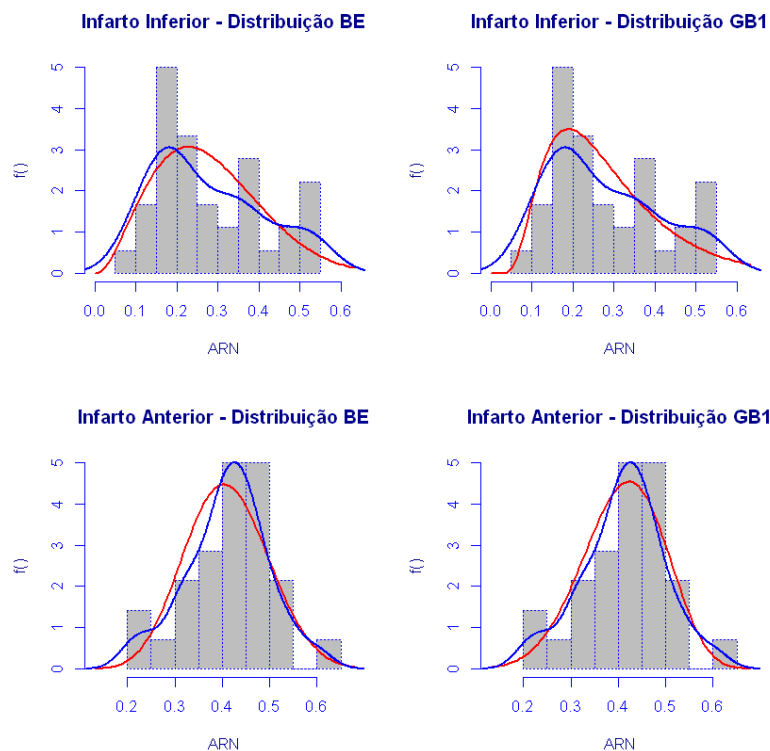 Infarto Inferior - Distribuição BE
f()
0 1 2 3 4 5
0.0 0.1 0.2 0.3 0.4 0.5 0.6
ARN
Infarto Inferior - Distribuição GB1
f()
0 1 2 3 4 5
0.0 0.1 0.2 0.3 0.4 0.5 0.6
ARN
Infarto Anterior - Distribuição BE
f()
0 1 2 3 4 5
0.2 0.3 0.4 0.5 0.6
ARN
Infarto Anterior - Distribuição GB1
f()
0 1 2 3 4 5
0.2 0.3 0.4 0.5 0.6
ARN